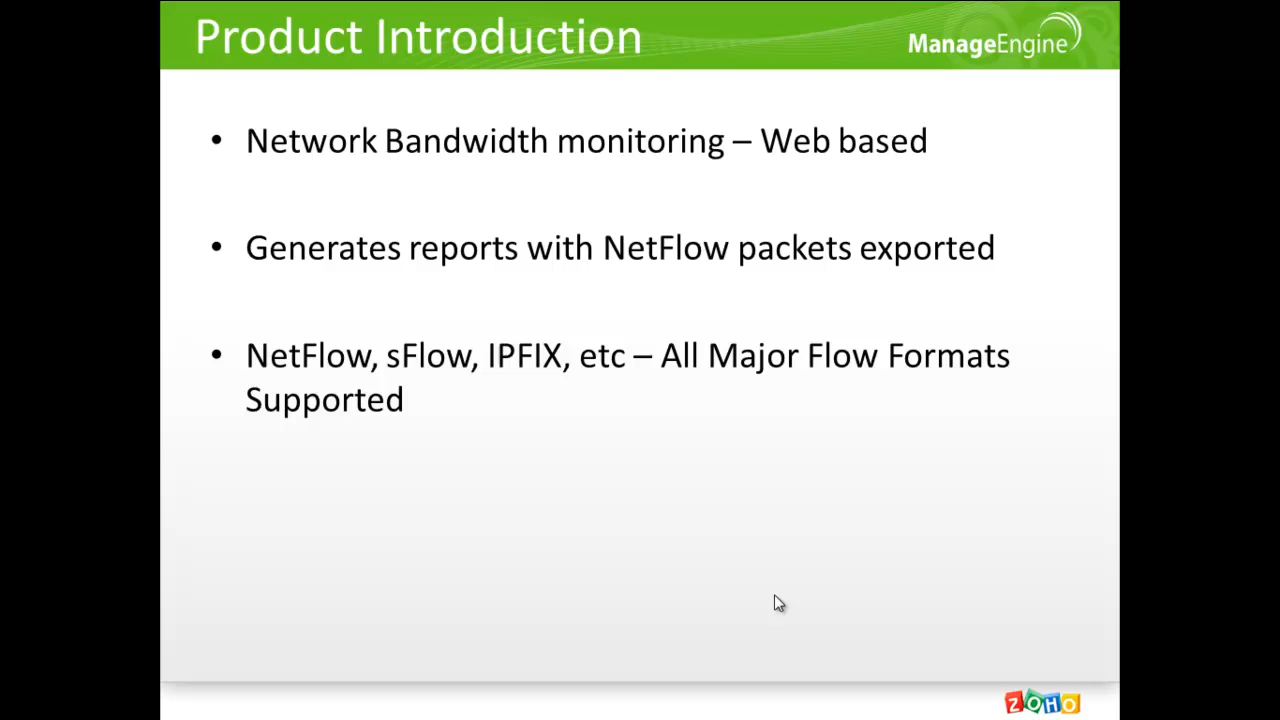 Product Introduction
ManageEngine
• Network Bandwidth monitoring – Web based
• Generates reports with NetFlow packets exported
• NetFlow, sFlow, IPFIX, etc – All Major Flow Formats
Supported
ZOHO